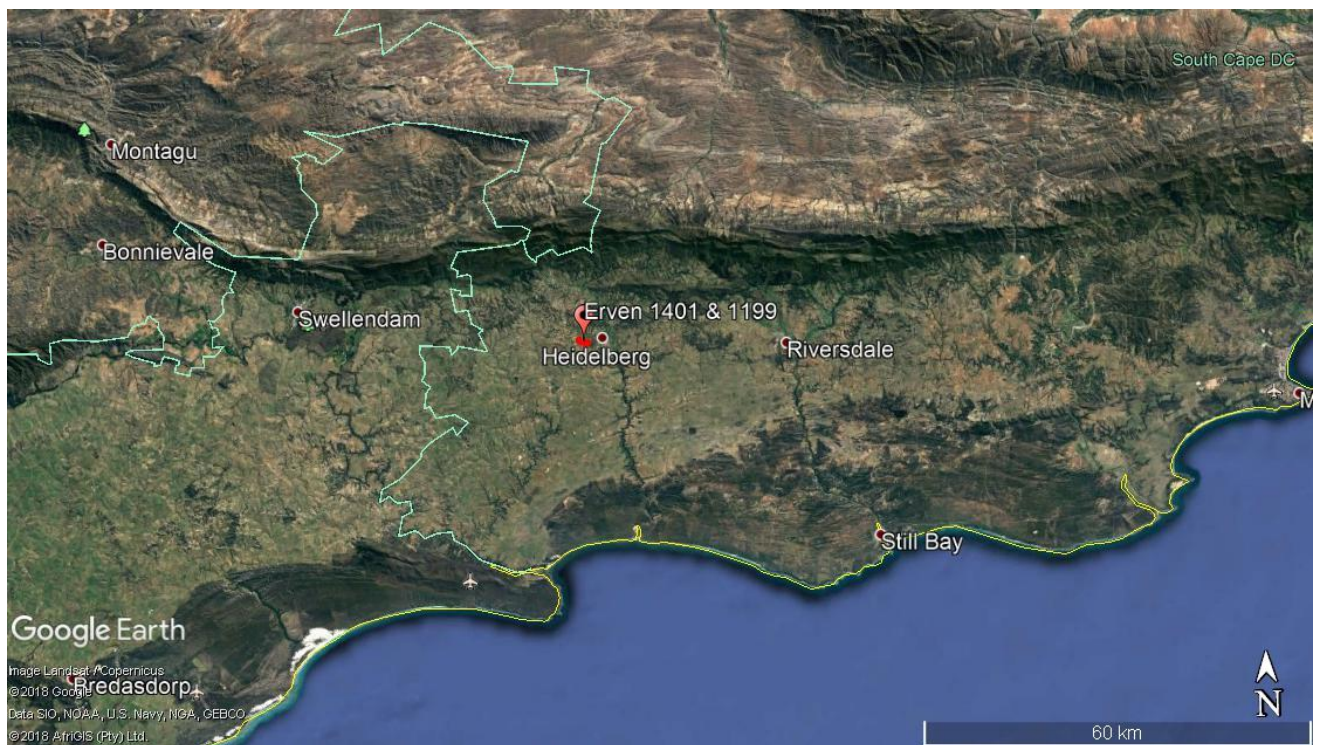 South Cape DC
Montagu
Bonnievale
Swellendam
Erven 1401 & 1199
Heidelberg
Riversdale
M
Still Bay
Google Earth
Image Landsat / Copernicus
©2018 Google
Bredasdorp
Data SIO, NOAA, U.S. Navy, NGA, GEBCO
©2018 AfriGIS (Pty) Ltd.
N
60 km